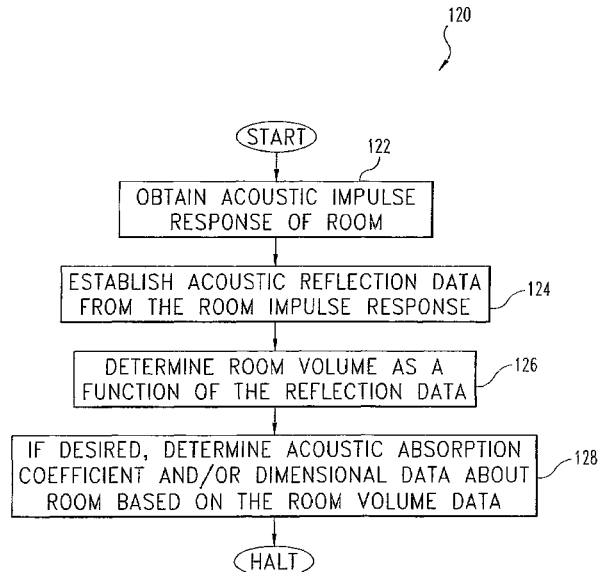 120
START
122
OBTAIN ACOUSTIC IMPULSE
RESPONSE OF ROOM
ESTABLISH ACOUSTIC REFLECTION DATA
FROM THE ROOM IMPULSE RESPONSE
124
DETERMINE ROOM VOLUME AS A
FUNCTION OF THE REFLECTION DATA
126
IF DESIRED, DETERMINE ACOUSTIC ABSORPTION
COEFFICIENT AND/OR DIMENSIONAL DATA ABOUT
ROOM BASED ON THE ROOM VOLUME DATA
128
HALT